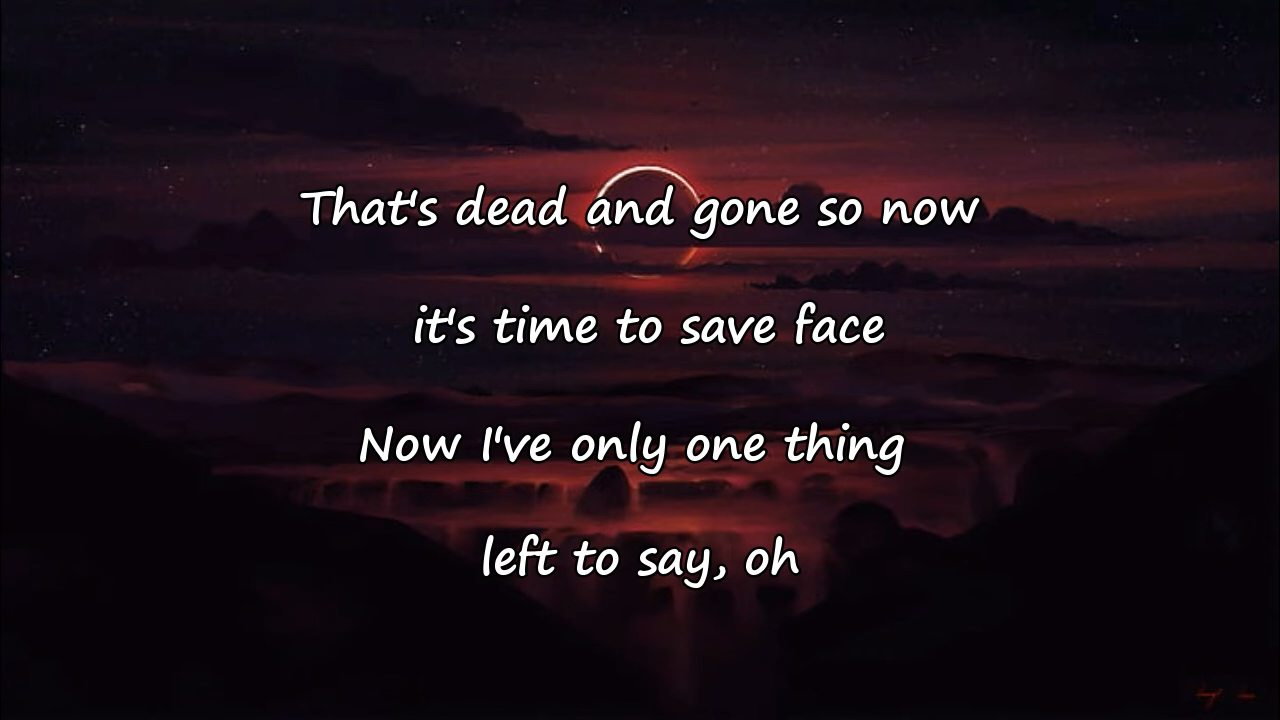 That's dead and gone so now
it's time to save face
Now I've only one thing
left to say, oh